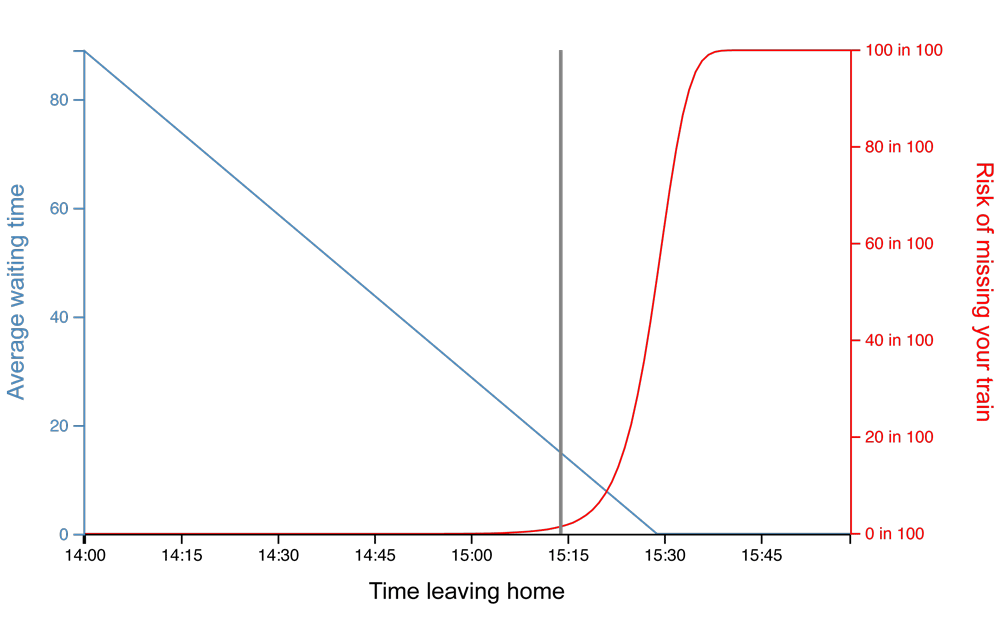 Average waiting time
80
60
40
20
0
100 in 100
80 in 100
60 in 100
40 in 100
20 in 100
0 in 100
Risk of missing your train
14:00 14:15 14:30 14:45 15:00 15:15 15:30 15:45
Time leaving home